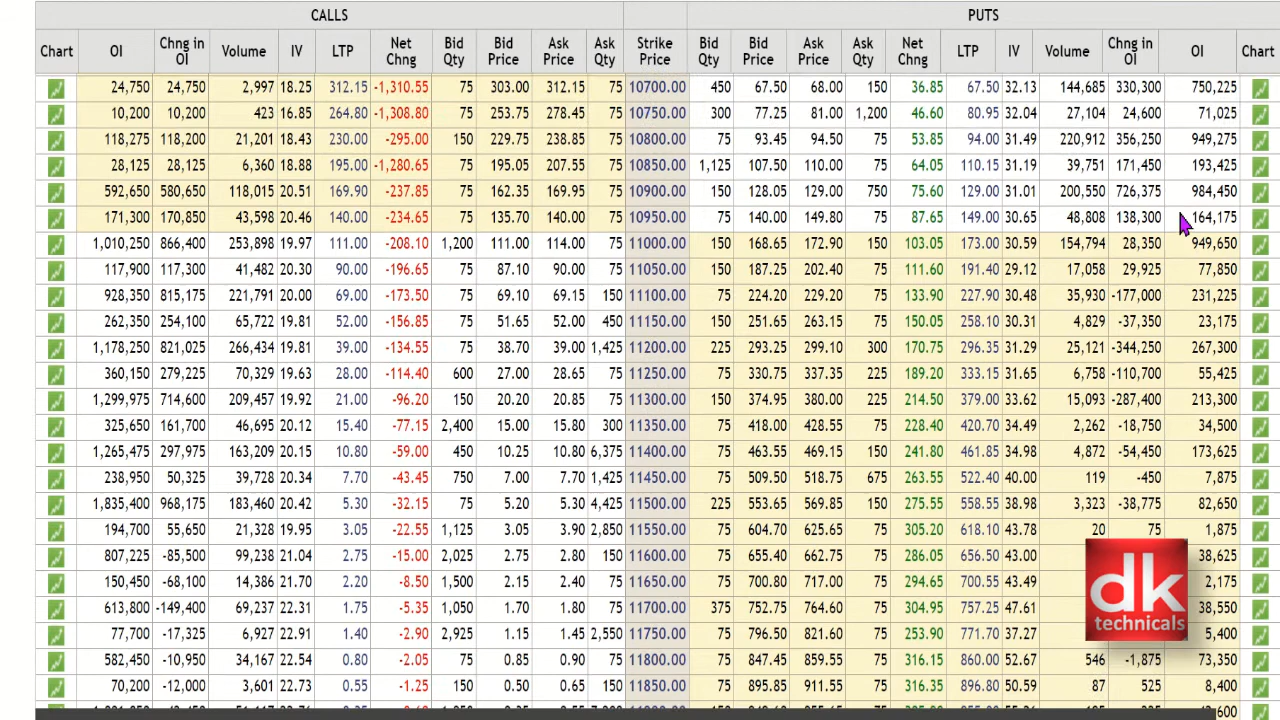 CALLS PUTS
Chart OI Chng in OI Volume IV LTP Net Chng Bid Qty Bid Price Ask Price Ask Qty Strike Price Bid Qty Bid Price Ask Price Ask Qty Net Chng LTP IV Volume Chng in OI OI Chart
24,750 24,750 2,997 18.25 312.15 -1,310.55 75 303.00 312.15 75 10700.00 450 67.50 68.00 150 36.85 67.50 32.13 144,685 330,300 750,225
10,200 10,200 423 16.85 264.80 -1,308.80 75 253.75 278.45 75 10750.00 300 77.25 81.00 1,200 46.60 80.95 32.04 27,104 24,600 71,025
118,275 118,200 21,201 18.43 230.00 -295.00 150 229.75 238.85 75 10800.00 75 93.45 94.50 75 53.85 94.00 31.49 220,912 356,250 949,275
28,125 28,125 6,360 18.88 195.00 -1,280.65 75 195.05 207.55 75 10850.00 1,125 107.50 110.00 75 64.05 110.15 31.19 39,751 171,450 193,425
592,650 580,650 118,015 20.51 169.90 -237.85 75 162.35 169.95 75 10900.00 150 128.05 129.00 750 75.60 129.00 31.01 200,550 726,375 984,450
171,300 170,850 43,598 20.46 140.00 -234.65 75 135.70 140.00 75 10950.00 75 140.00 149.80 75 87.65 149.00 30.65 48,808 138,300 164,175
1,010,250 866,400 253,898 19.97 111.00 -208.10 1,200 111.00 114.00 75 11000.00 150 168.65 172.90 150 103.05 173.00 30.59 154,794 28,350 949,650
117,900 117,300 41,482 20.30 90.00 -196.65 75 87.10 90.00 75 11050.00 150 187.25 202.40 75 111.60 191.40 29.12 17,058 29,925 77,850
928,350 815,175 221,791 20.00 69.00 -173.50 75 69.10 69.15 150 11100.00 75 224.20 229.20 75 133.90 227.90 30.48 35,930 -177,000 231,225
262,350 254,100 65,722 19.81 52.00 -156.85 75 51.65 52.00 450 11150.00 150 251.65 263.15 75 150.05 258.10 30.31 4,829 -37,350 23,175
1,178,250 821,025 266,434 19.81 39.00 -134.55 75 38.70 39.00 1,425 11200.00 225 293.25 299.10 300 170.75 296.35 31.29 25,121 -344,250 267,300
360,150 279,225 70,329 19.63 28.00 -114.40 600 27.00 28.65 75 11250.00 75 330.75 337.35 225 189.20 333.15 31.65 6,758 -110,700 55,425
1,299,975 714,600 209,457 19.92 21.00 -96.20 150 20.20 20.85 75 11300.00 150 374.95 380.00 225 214.50 379.00 33.62 15,093 -287,400 213,300
325,650 161,700 46,695 20.12 15.40 -77.15 2,400 15.00 15.80 300 11350.00 75 418.00 428.55 75 228.40 420.70 34.49 2,262 -18,750 34,500
1,265,475 297,975 163,209 20.15 10.80 -59.00 450 10.25 10.80 6,375 11400.00 75 463.55 469.15 150 241.80 461.85 34.98 4,872 -54,450 173,625
238,950 50,325 39,728 20.34 7.70 -43.45 750 7.00 7.70 1,425 11450.00 75 509.50 518.75 675 263.55 522.40 40.00 119 -450 7,875
1,835,400 968,175 183,460 20.42 5.30 -32.15 75 5.20 5.30 4,425 11500.00 225 553.65 569.85 150 275.55 558.55 38.98 3,323 -38,775 82,650
194,700 55,650 21,328 19.95 3.05 -22.55 1,125 3.05 3.90 2,850 11550.00 75 604.70 625.65 75 305.20 618.10 43.78 20 75 1,875
807,225 -85,500 99,238 21.04 2.75 -15.00 2,025 2.75 2.80 150 11600.00 75 655.40 662.75 75 286.05 656.50 43.00 38,625
150,450 -68,100 14,386 21.70 2.20 -8.50 1,500 2.15 2.40 75 11650.00 75 700.80 717.00 75 294.65 700.55 43.49 2,175
613,800 -149,400 69,237 22.31 1.75 -5.35 1,050 1.70 1.80 75 11700.00 375 752.75 764.60 75 304.95 757.25 47.61 38,550
77,700 -17,325 6,927 22.91 1.40 -2.90 2,925 1.15 1.45 2,550 11750.00 75 796.50 821.60 75 253.90 771.70 37.27 5,400
dk
technicals
582,450 -10,950 34,167 22.54 0.80 -2.05 75 0.85 0.90 75 11800.00 75 847.45 859.55 75 316.15 860.00 52.67 546 -1,875 73,350
70,200 -12,000 3,601 22.73 0.55 -1.25 150 0.50 0.65 150 11850.00 75 895.85 911.55 75 316.35 896.80 50.59 87 525 8,400